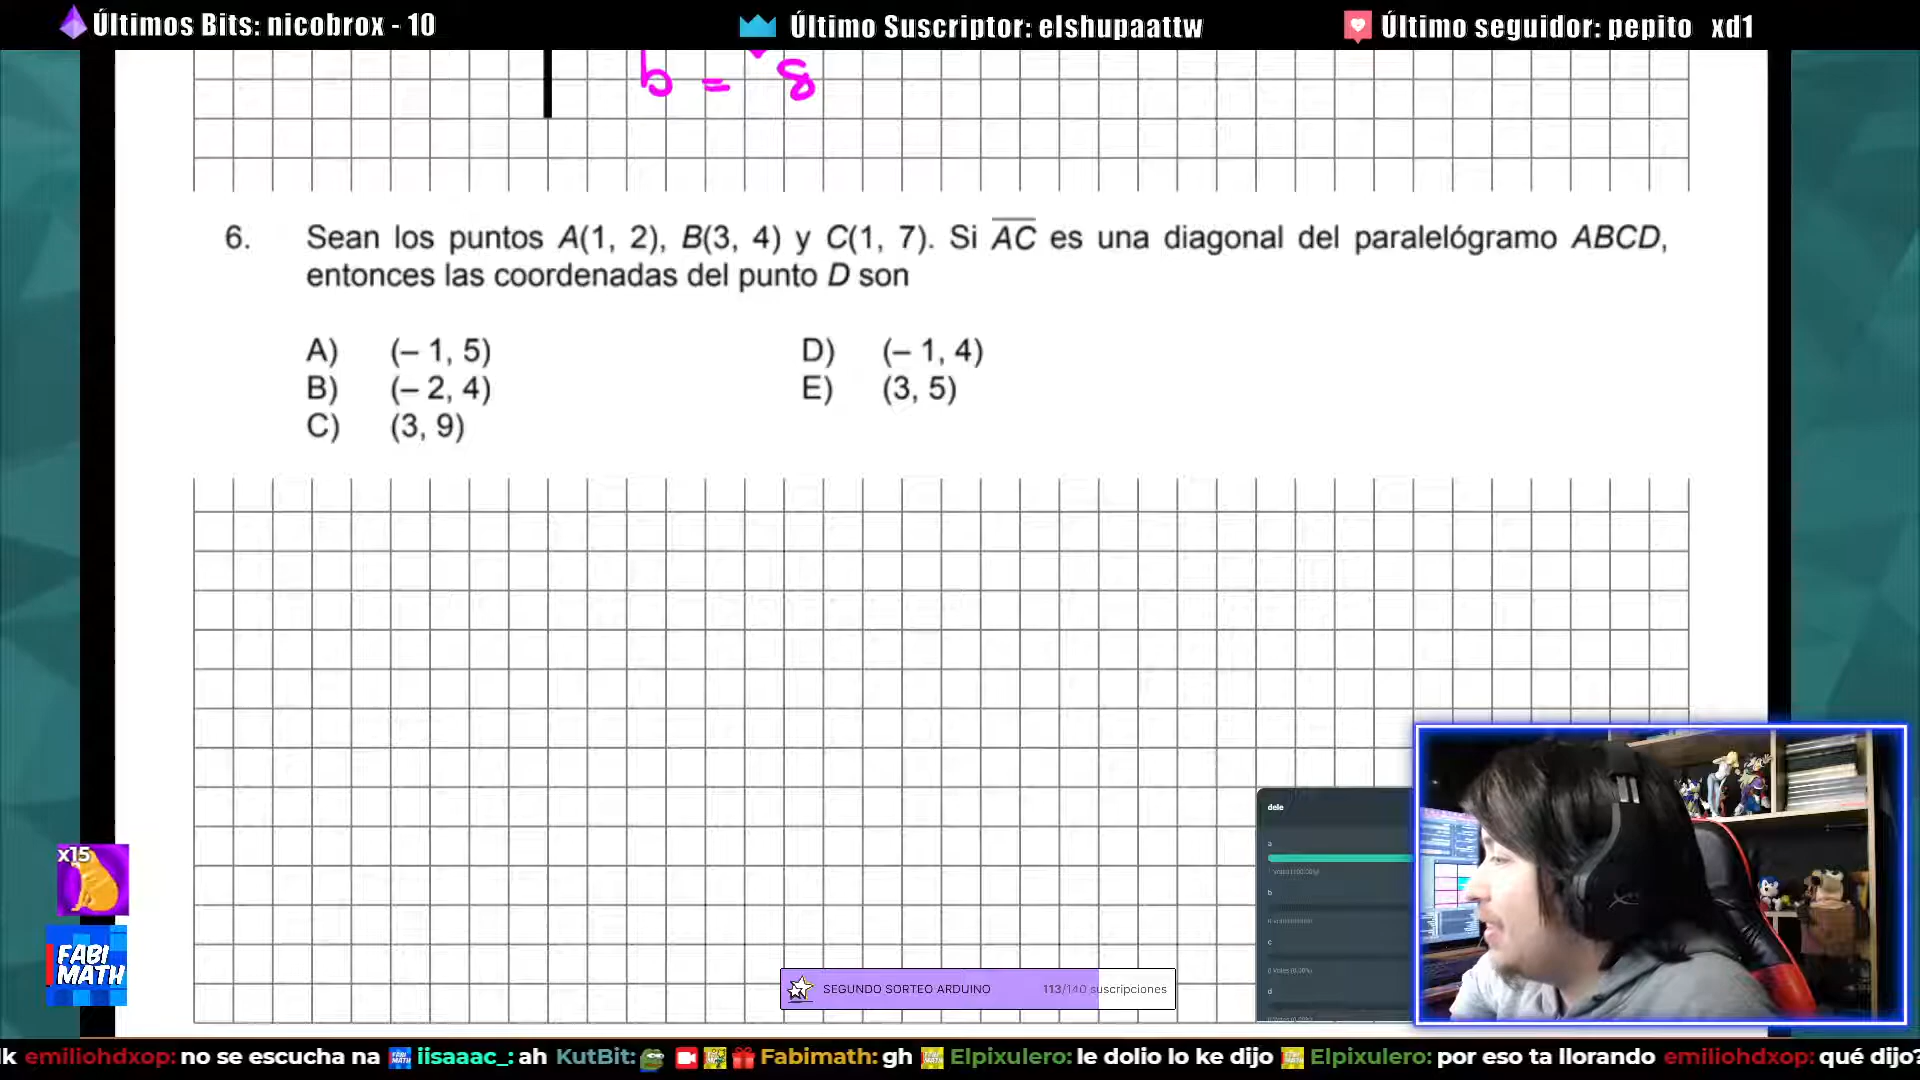 Últimos Bits: nicobrox - 10
Último Suscriptor: elshupaattw
Último seguidor: pepito_xd1
b = 8
6. Sean los puntos A(1, 2), B(3, 4) y C(1, 7). Si AC es una diagonal del paralelógramo ABCD,
entonces las coordenadas del punto D son
A) (– 1, 5)
B) (– 2, 4)
C) (3, 9)
D) (– 1, 4)
E) (3, 5)
dele
a
b
c
d
x15
FABI
MATH
SEGUNDO SORTEO ARDUINO 113/140 suscripciones
lk emiliohdxop: no se escucha na iisaaac_: ah KutBit: Fabimath: gh Elpixulero: le dolio lo ke dijo Elpixulero: por eso ta llorando emiliohdxop: qué dijo?